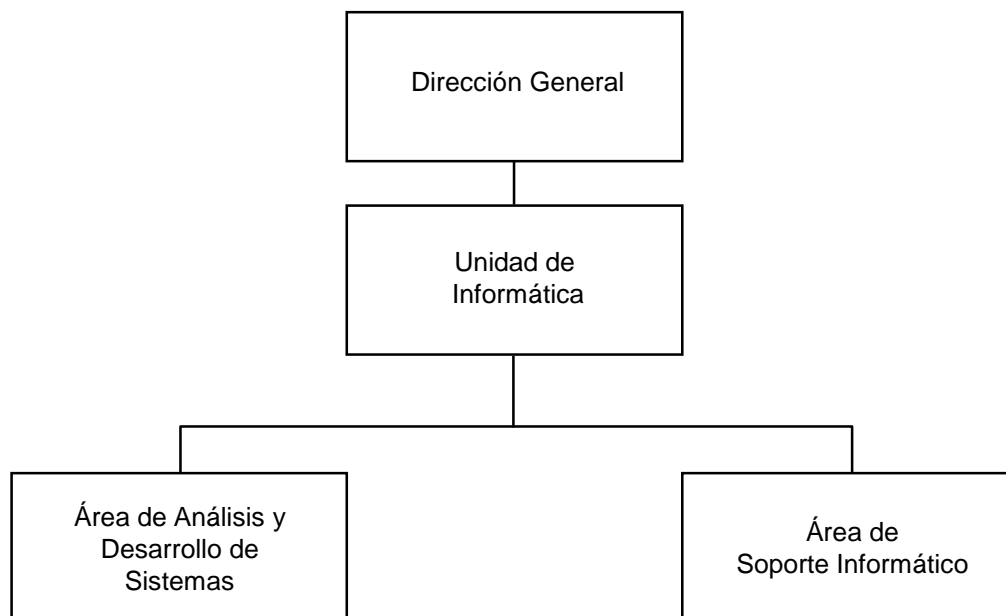 Dirección General
Unidad de
Informática
Área de Análisis y
Desarrollo de
Sistemas
Área de
Soporte Informático